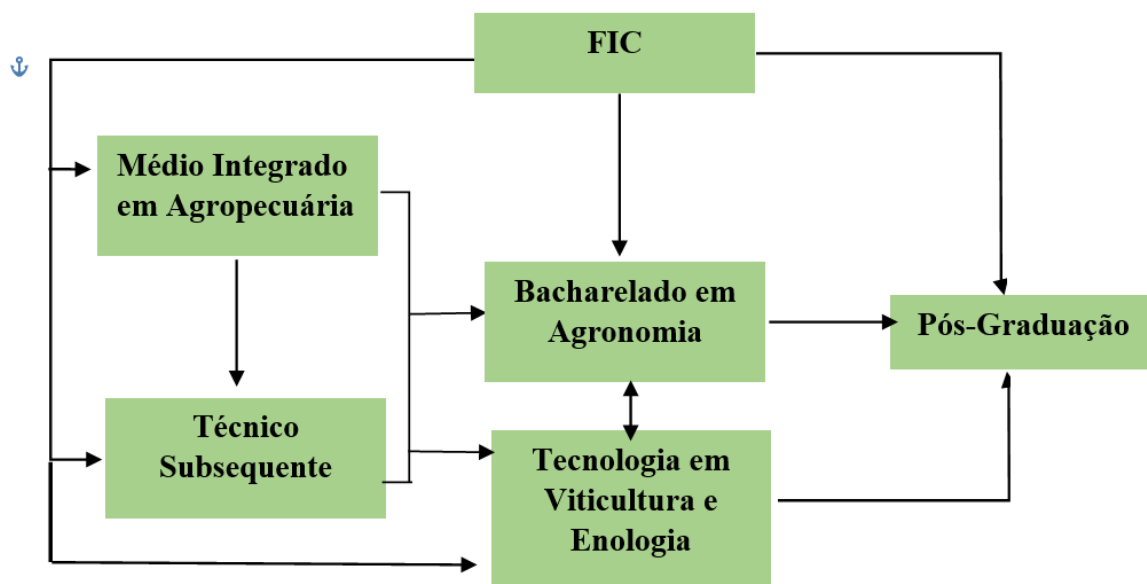 FIC
Médio Integrado
em Agropecuária
Bacharelado em
Agronomia
Pós-Graduação
Técnico
Subsequente
Tecnologia em
Viticultura e
Enologia